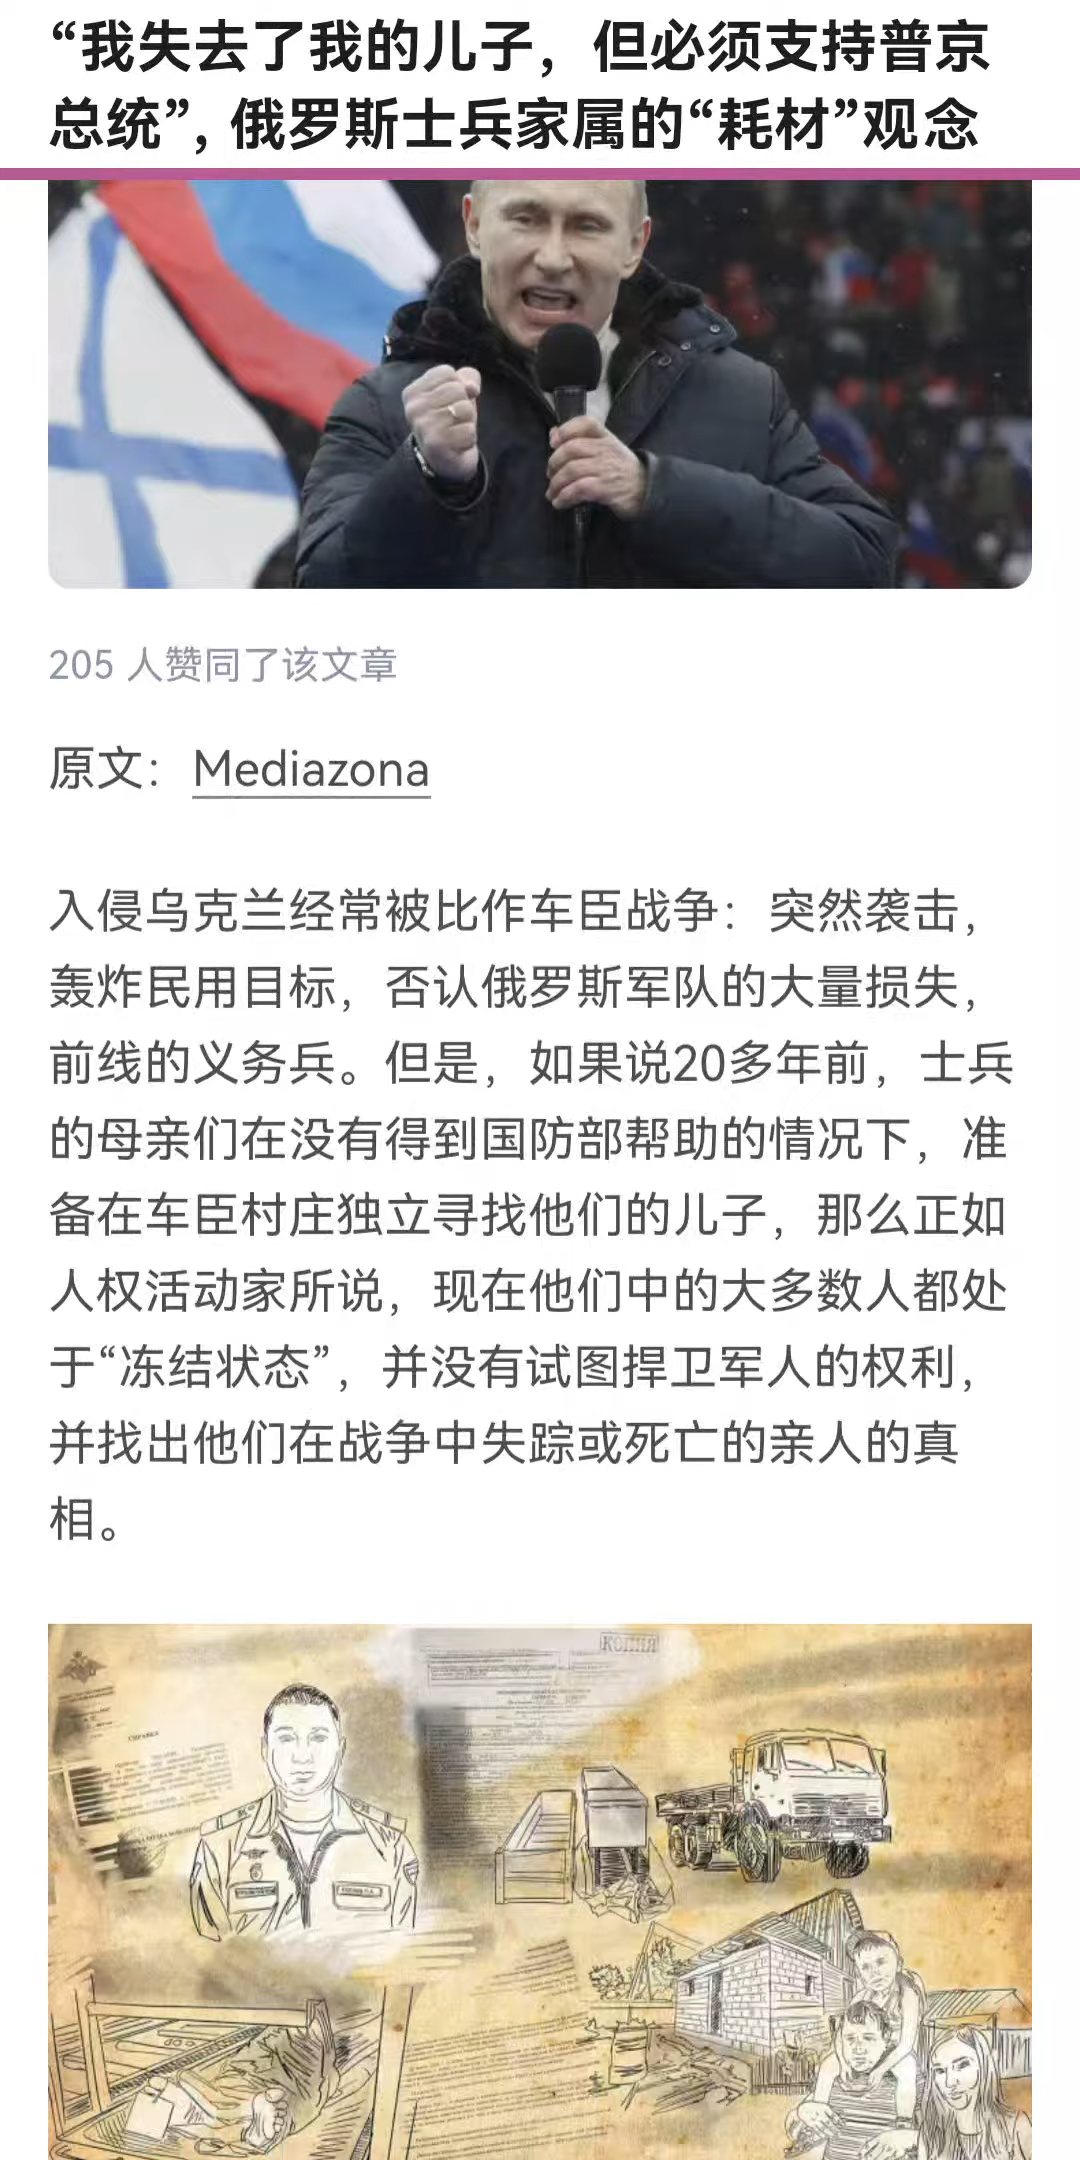 “我失去了我的儿子，但必须支持普京
总统”, 俄罗斯士兵家属的“耗材”观念
205 人赞同了该文章
原文：Mediazona
入侵乌克兰经常被比作车臣战争：突然袭击，
轰炸民用目标，否认俄罗斯军队的大量损失，
前线的义务兵。但是，如果说20多年前，士兵
的母亲们在没有得到国防部帮助的情况下，准
备在车臣村庄独立寻找他们的儿子，那么正如
人权活动家所说，现在他们中的大多数人都处
于“冻结状态”，并没有试图捍卫军人的权利，
并找出他们在战争中失踪或死亡的亲人的真
相。
КОПИЯ
СПРАВКА